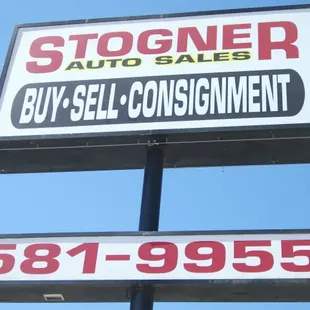 STOGNER
AUTO SALES
BUY•SELL•CONSIGNMENT
581-9955